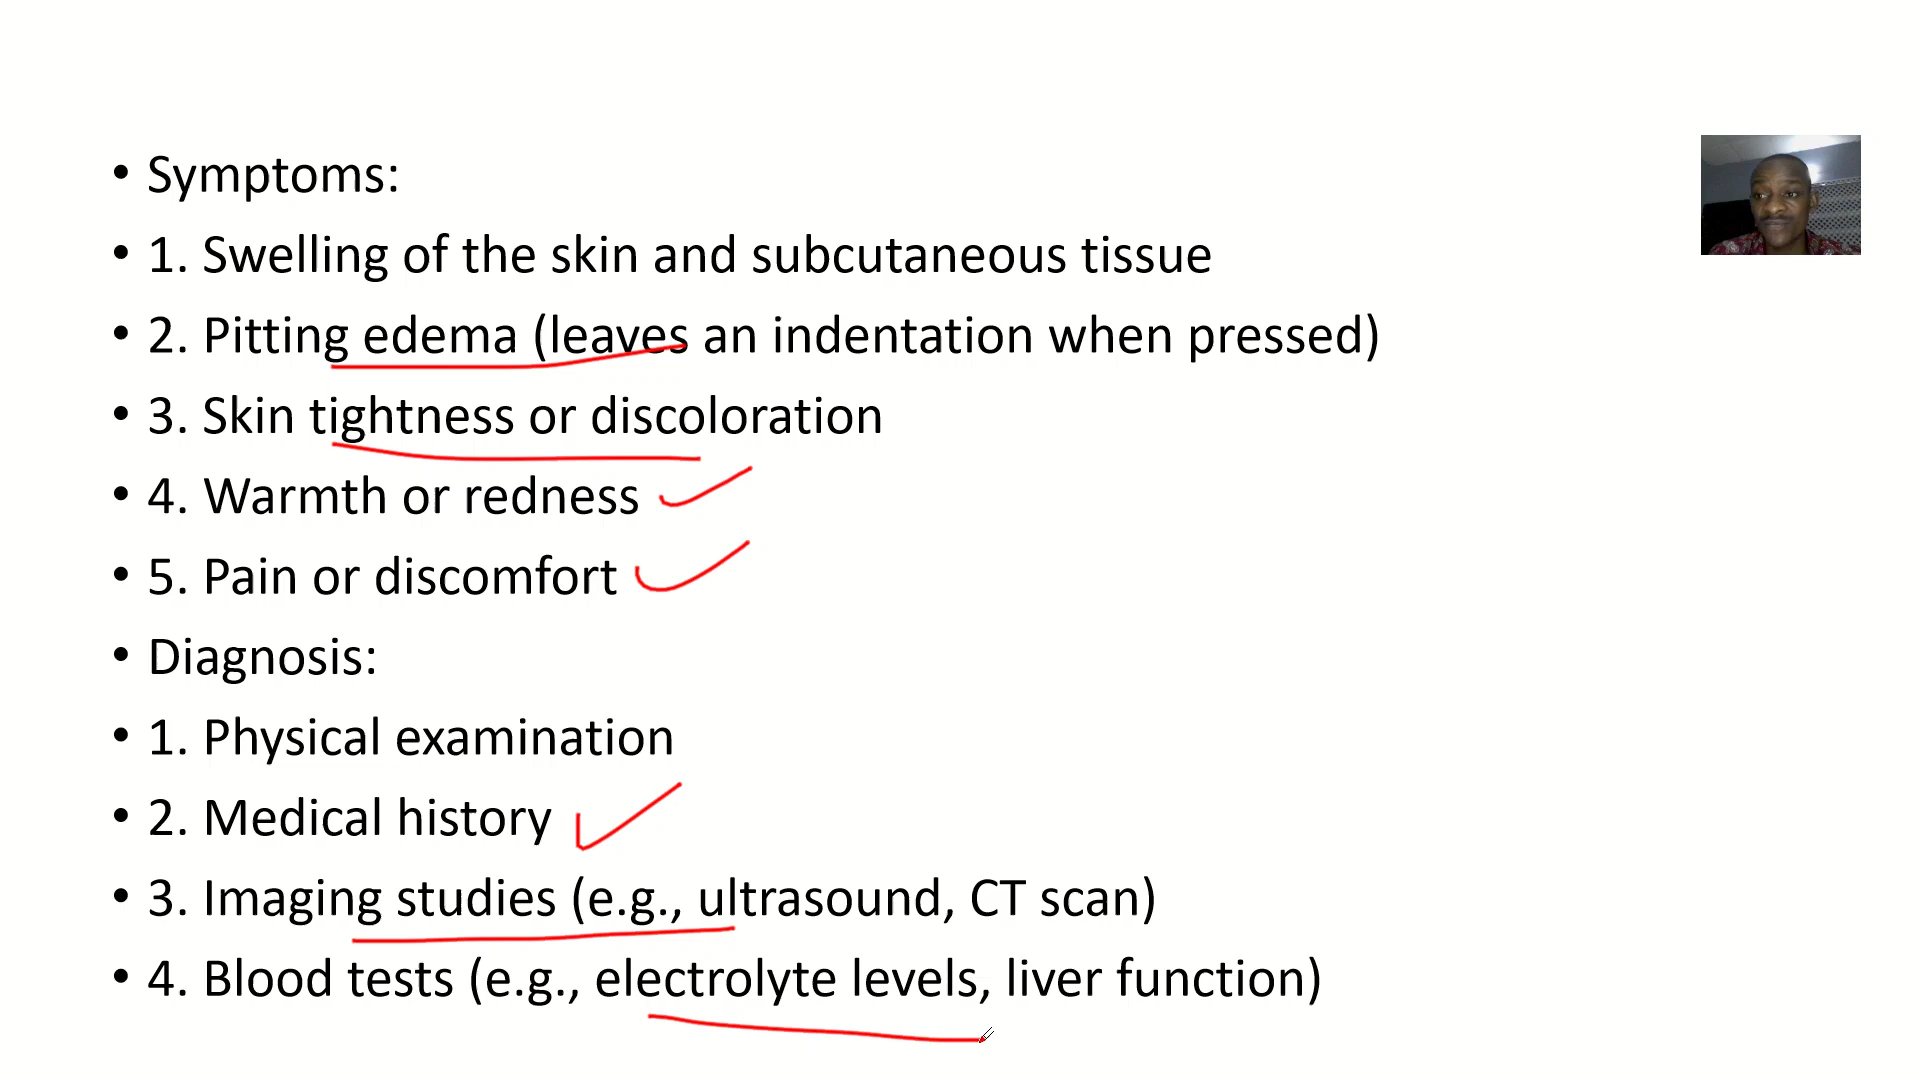 • Symptoms:
• 1. Swelling of the skin and subcutaneous tissue
• 2. Pitting edema (leaves an indentation when pressed)
• 3. Skin tightness or discoloration
• 4. Warmth or redness
• 5. Pain or discomfort
• Diagnosis:
• 1. Physical examination
• 2. Medical history
• 3. Imaging studies (e.g., ultrasound, CT scan)
• 4. Blood tests (e.g., electrolyte levels, liver function)